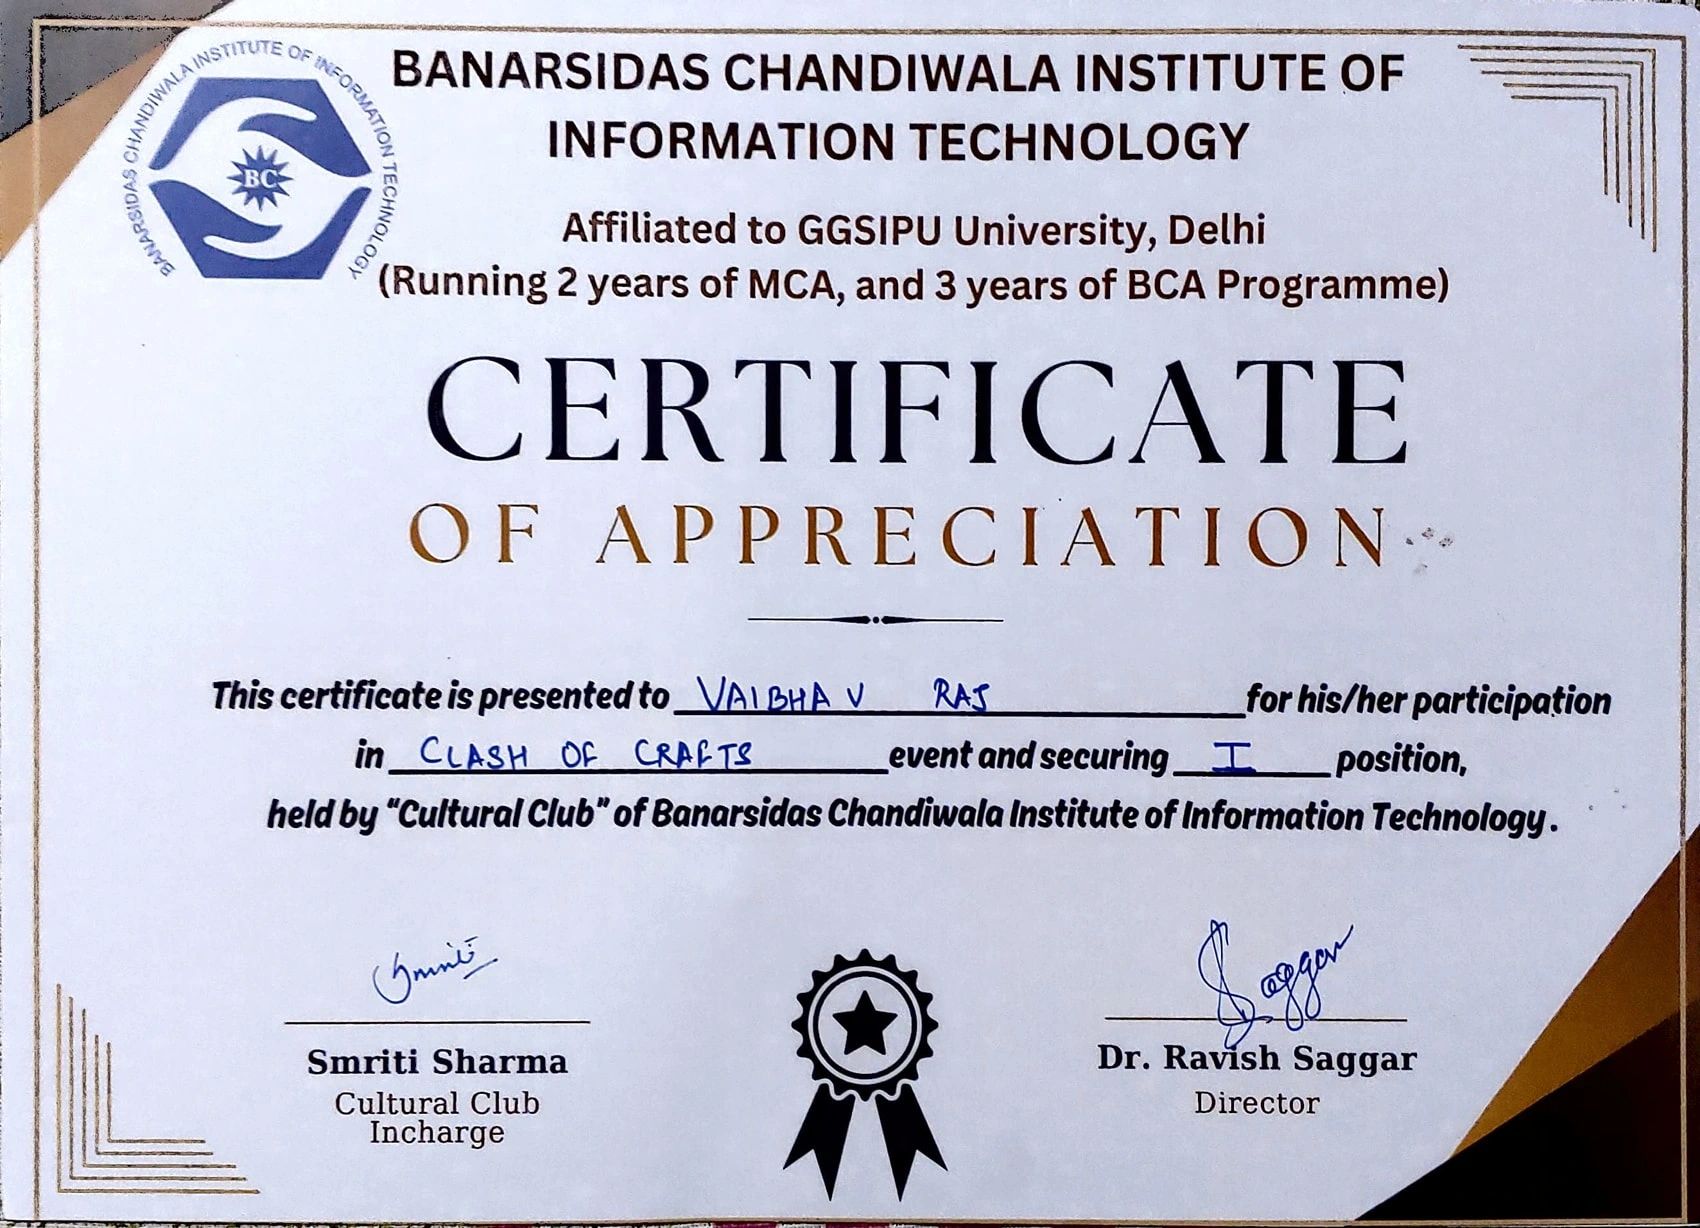 BANARSIDAS CHANDIWALA INSTITUTE OF INFORMATION TECHNOLOGY
BC
BANARSIDAS CHANDIWALA INSTITUTE OF
INFORMATION TECHNOLOGY
Affiliated to GGSIPU University, Delhi
(Running 2 years of MCA, and 3 years of BCA Programme)
CERTIFICATE
OF APPRECIATION
This certificate is presented to VAIBHAV RAJ for his/her participation
in CLASH OF CRAFTS event and securing I position,
held by "Cultural Club" of Banarsidas Chandiwala Institute of Information Technology.
Smriti
Saggar
Smriti Sharma
Dr. Ravish Saggar
Cultural Club
Director
Incharge